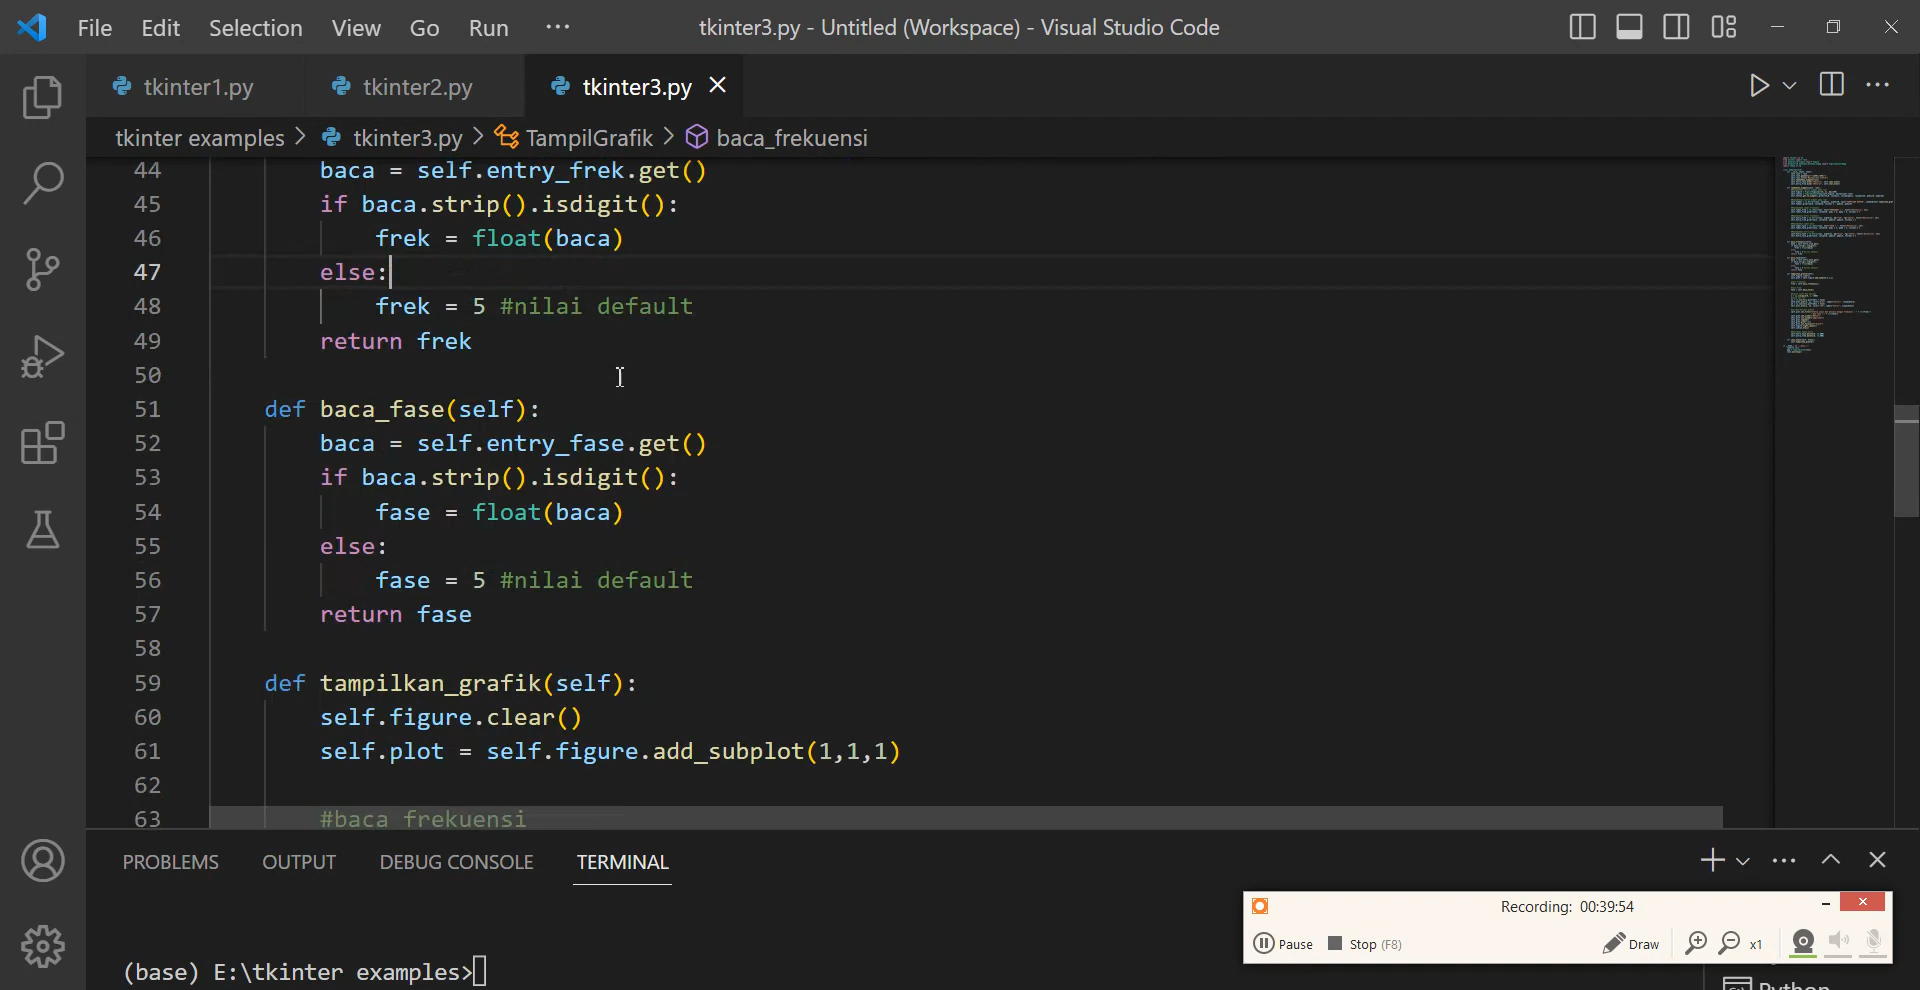 File Edit Selection View Go Run ··· tkinter3.py - Untitled (Workspace) - Visual Studio Code
tkinter1.py tkinter2.py tkinter3.py
tkinter examples > tkinter3.py > TampilGrafik > baca_frekuensi
44 baca = self.entry_frek.get()
45 if baca.strip().isdigit():
46 frek = float(baca)
47 else:
48 frek = 5 #nilai default
49 return frek
50
51 def baca_fase(self):
52 baca = self.entry_fase.get()
53 if baca.strip().isdigit():
54 fase = float(baca)
55 else:
56 fase = 5 #nilai default
57 return fase
58
59 def tampilkan_grafik(self):
60 self.figure.clear()
61 self.plot = self.figure.add_subplot(1,1,1)
62
63 #baca frekuensi
PROBLEMS OUTPUT DEBUG CONSOLE TERMINAL
Recording: 00:39:54
Pause Stop (F8) Draw x1
(base) E:\tkinter examples>
Python